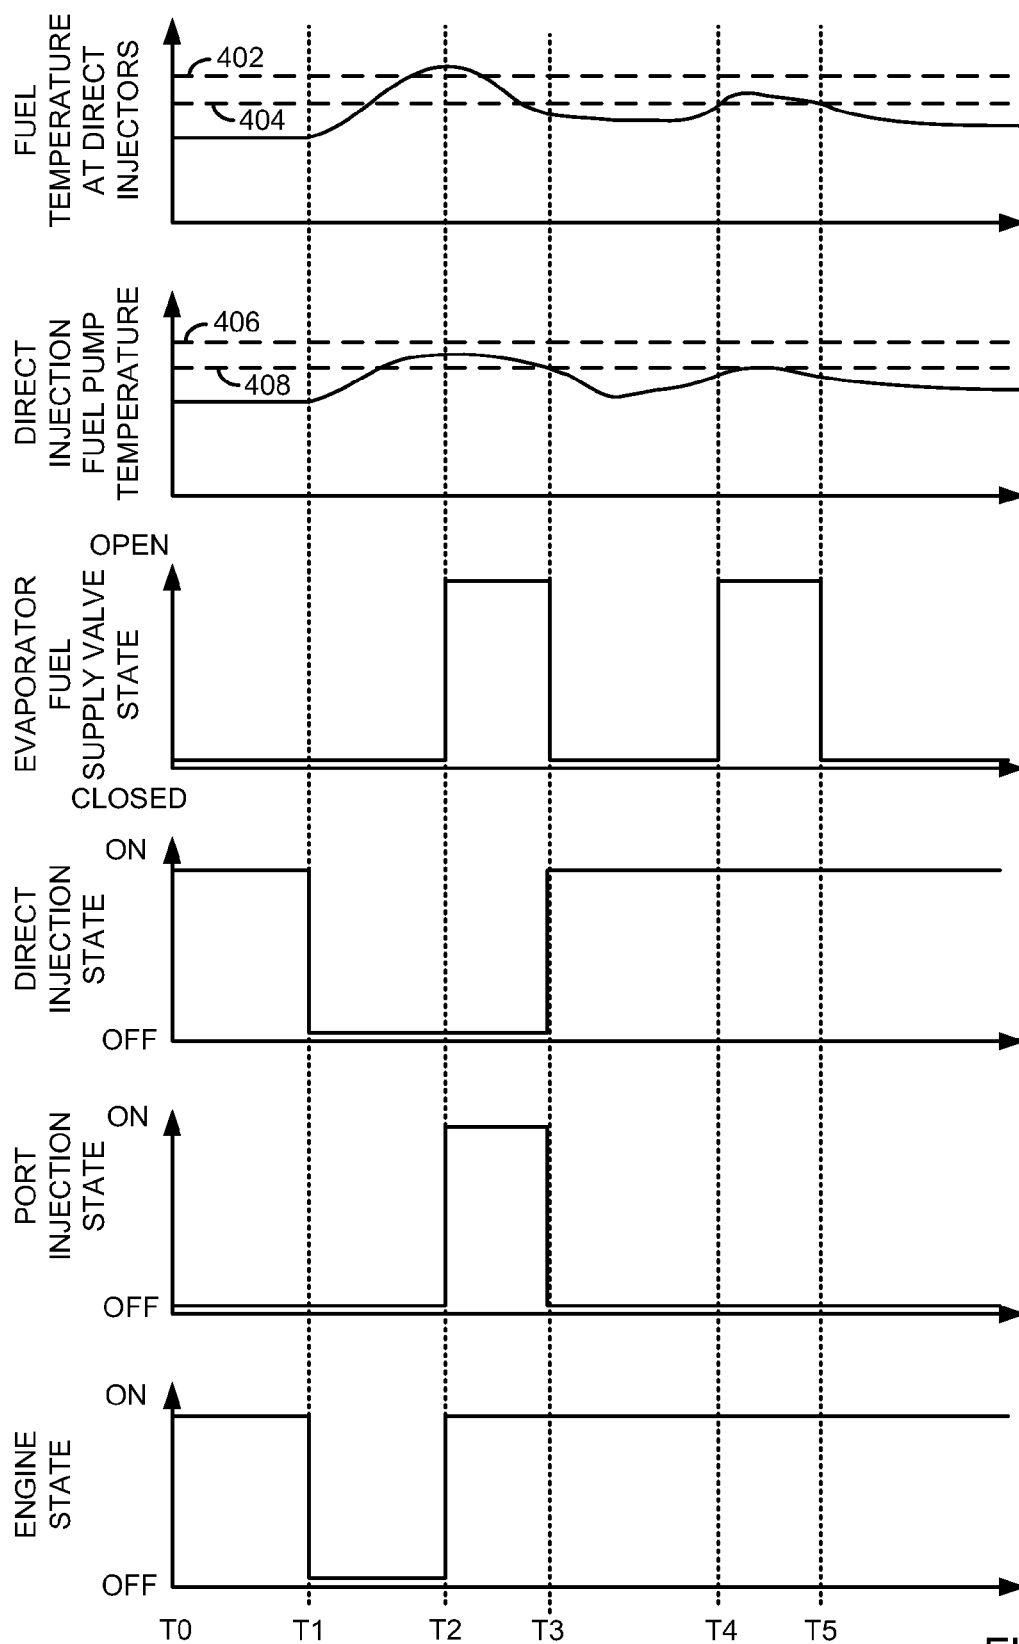 FUEL
TEMPERATURE
AT DIRECT
INJECTORS
402
404
DIRECT
INJECTION
FUEL PUMP
TEMPERATURE
406
408
OPEN
EVAPORATOR
FUEL
SUPPLY VALVE
STATE
CLOSED
ON
DIRECT
INJECTION
STATE
OFF
ON
PORT
INJECTION
STATE
OFF
ON
ENGINE
STATE
OFF
T0 T1 T2 T3 T4 T5